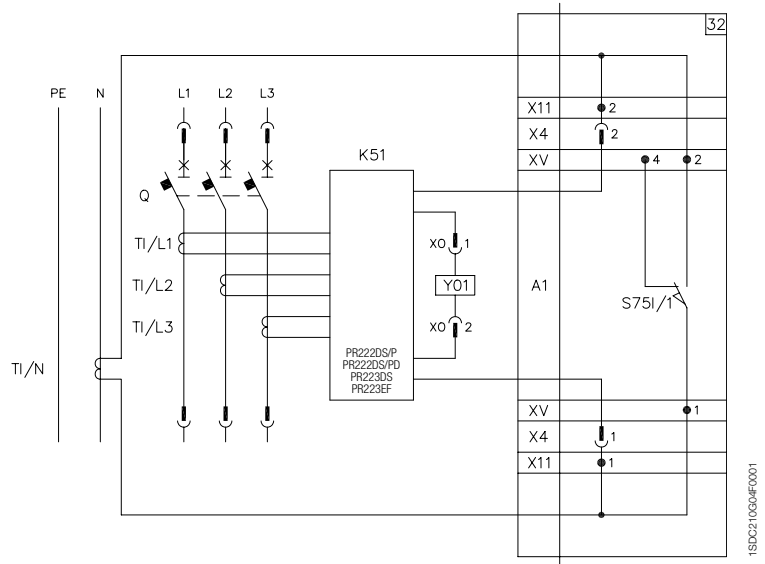 32
PE N L1 L2 L3
X11 2
X4 2
K51
XV 4 2
Q
TI/L1
X0 1
TI/L2
Y01
A1
S75I/1
TI/L3
X0 2
TI/N
PR222DS/P
PR222DS/PD
PR223DS
PR223EF
XV 1
X4 1
X11 1
1SDC210G04F0001